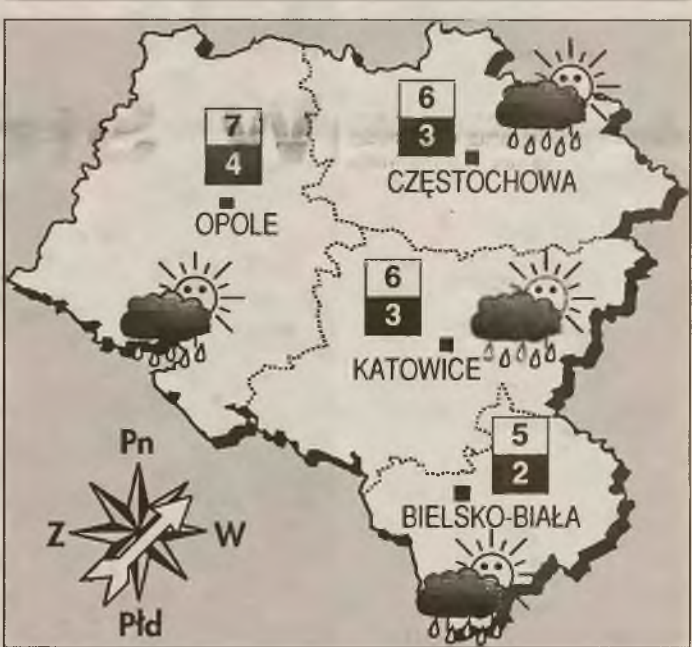 7
4
OPOLE
6
3
CZĘSTOCHOWA
6
3
KATOWICE
5
2
BIELSKO-BIAŁA
Pn
Z W
Płd